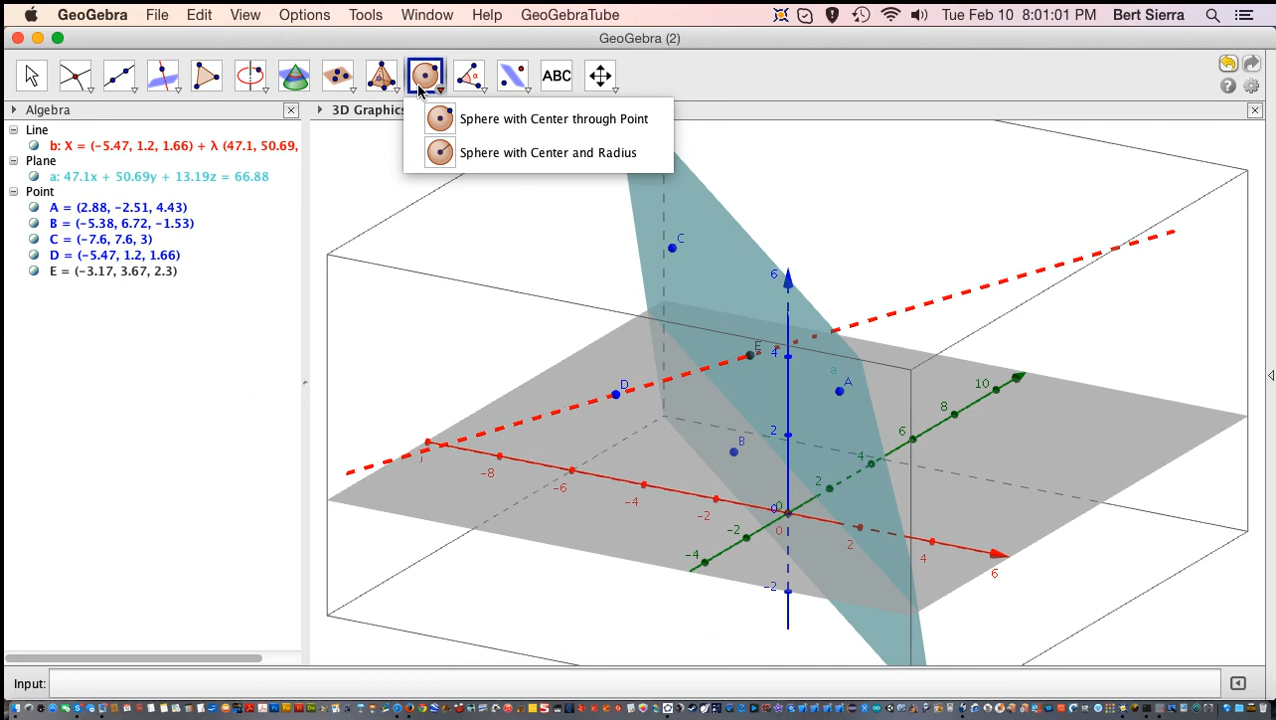 GeoGebra File Edit View Options Tools Window Help GeoGebraTube Tue Feb 10 8:01:01 PM Bert Sierra
GeoGebra (2)
ABC
Algebra
3D Graphics
Sphere with Center through Point
Sphere with Center and Radius
Line
b: X = (-5.47, 1.2, 1.66) + λ (47.1, 50.69,
Plane
a: 47.1x + 50.69y + 13.19z = 66.88
Point
A = (2.88, -2.51, 4.43)
B = (-5.38, 6.72, -1.53)
C = (-7.6, 7.6, 3)
D = (-5.47, 1.2, 1.66)
E = (-3.17, 3.67, 2.3)
C
6
E
4
a
A
D
10
8
6
B
2
4
-8
-6
2
-4
-2
0
0
0
-2
2
4
6
-4
-2
Input: